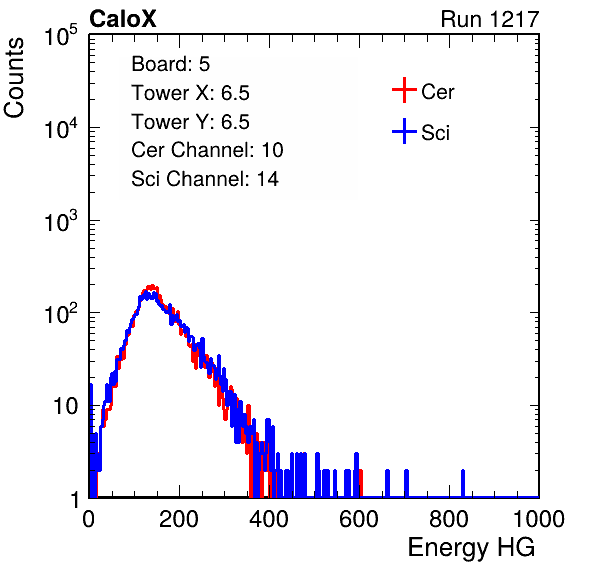 CaloX Run 1217
Counts
Board: 5
Tower X: 6.5
Tower Y: 6.5
Cer Channel: 10
Sci Channel: 14
Cer
Sci
10^5
10^4
10^3
10^2
10
1
0 200 400 600 800 1000
Energy HG